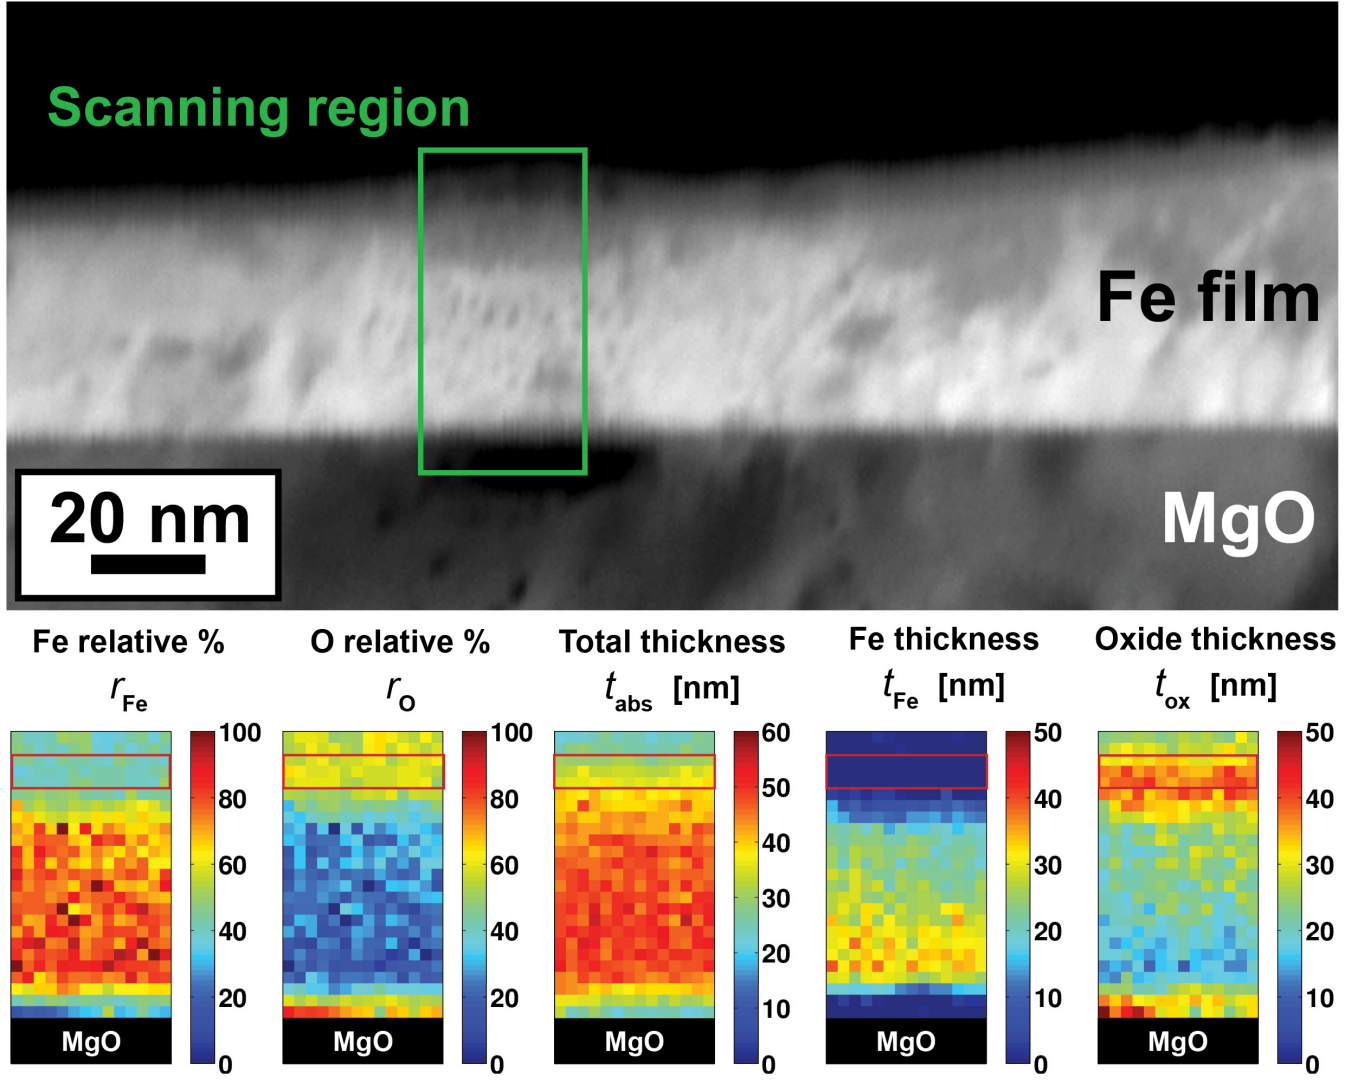 Scanning region
Fe film
MgO
20 nm
Fe relative %
r_Fe
O relative %
r_O
Total thickness
t_abs [nm]
Fe thickness
t_Fe [nm]
Oxide thickness
t_ox [nm]
100
80
60
40
20
0
MgO
100
80
60
40
20
0
MgO
60
50
40
30
20
10
0
MgO
50
40
30
20
10
0
MgO
50
40
30
20
10
0
MgO